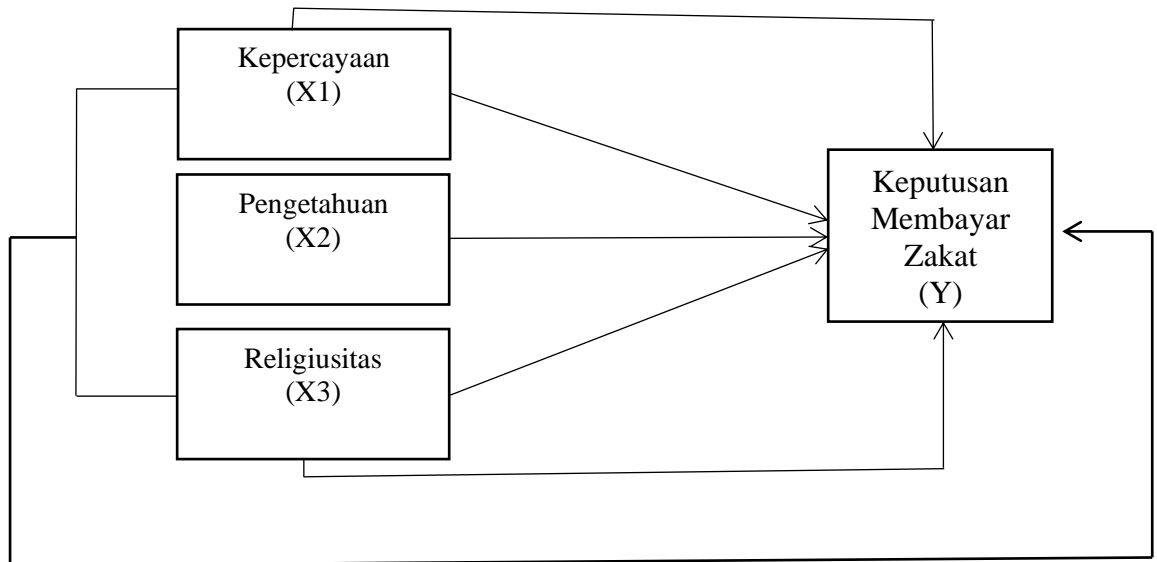 Kepercayaan
(X1)
Pengetahuan
(X2)
Religiusitas
(X3)
Keputusan
Membayar
Zakat
(Y)